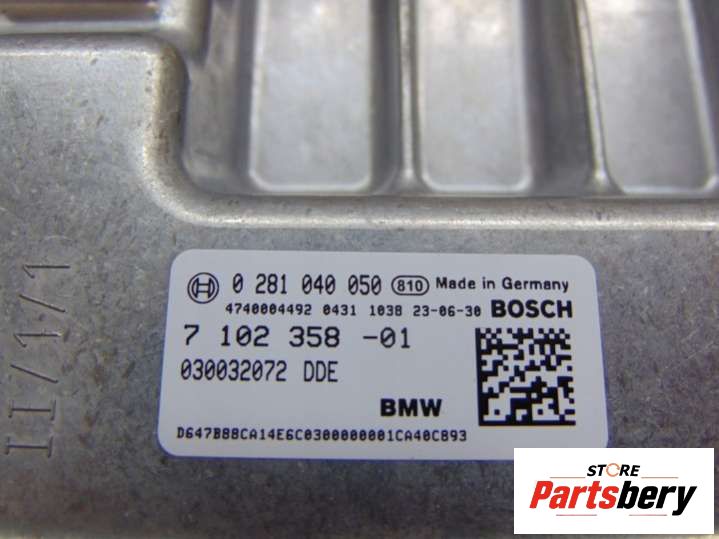 0 281 040 050 810 Made in Germany
4740004492 0431 1038 23-06-30 BOSCH
7 102 358 -01
030032072 DDE
BMW
D647B88CA14E6C0300000001CA40C893
II/1/1
STORE
Partsbery